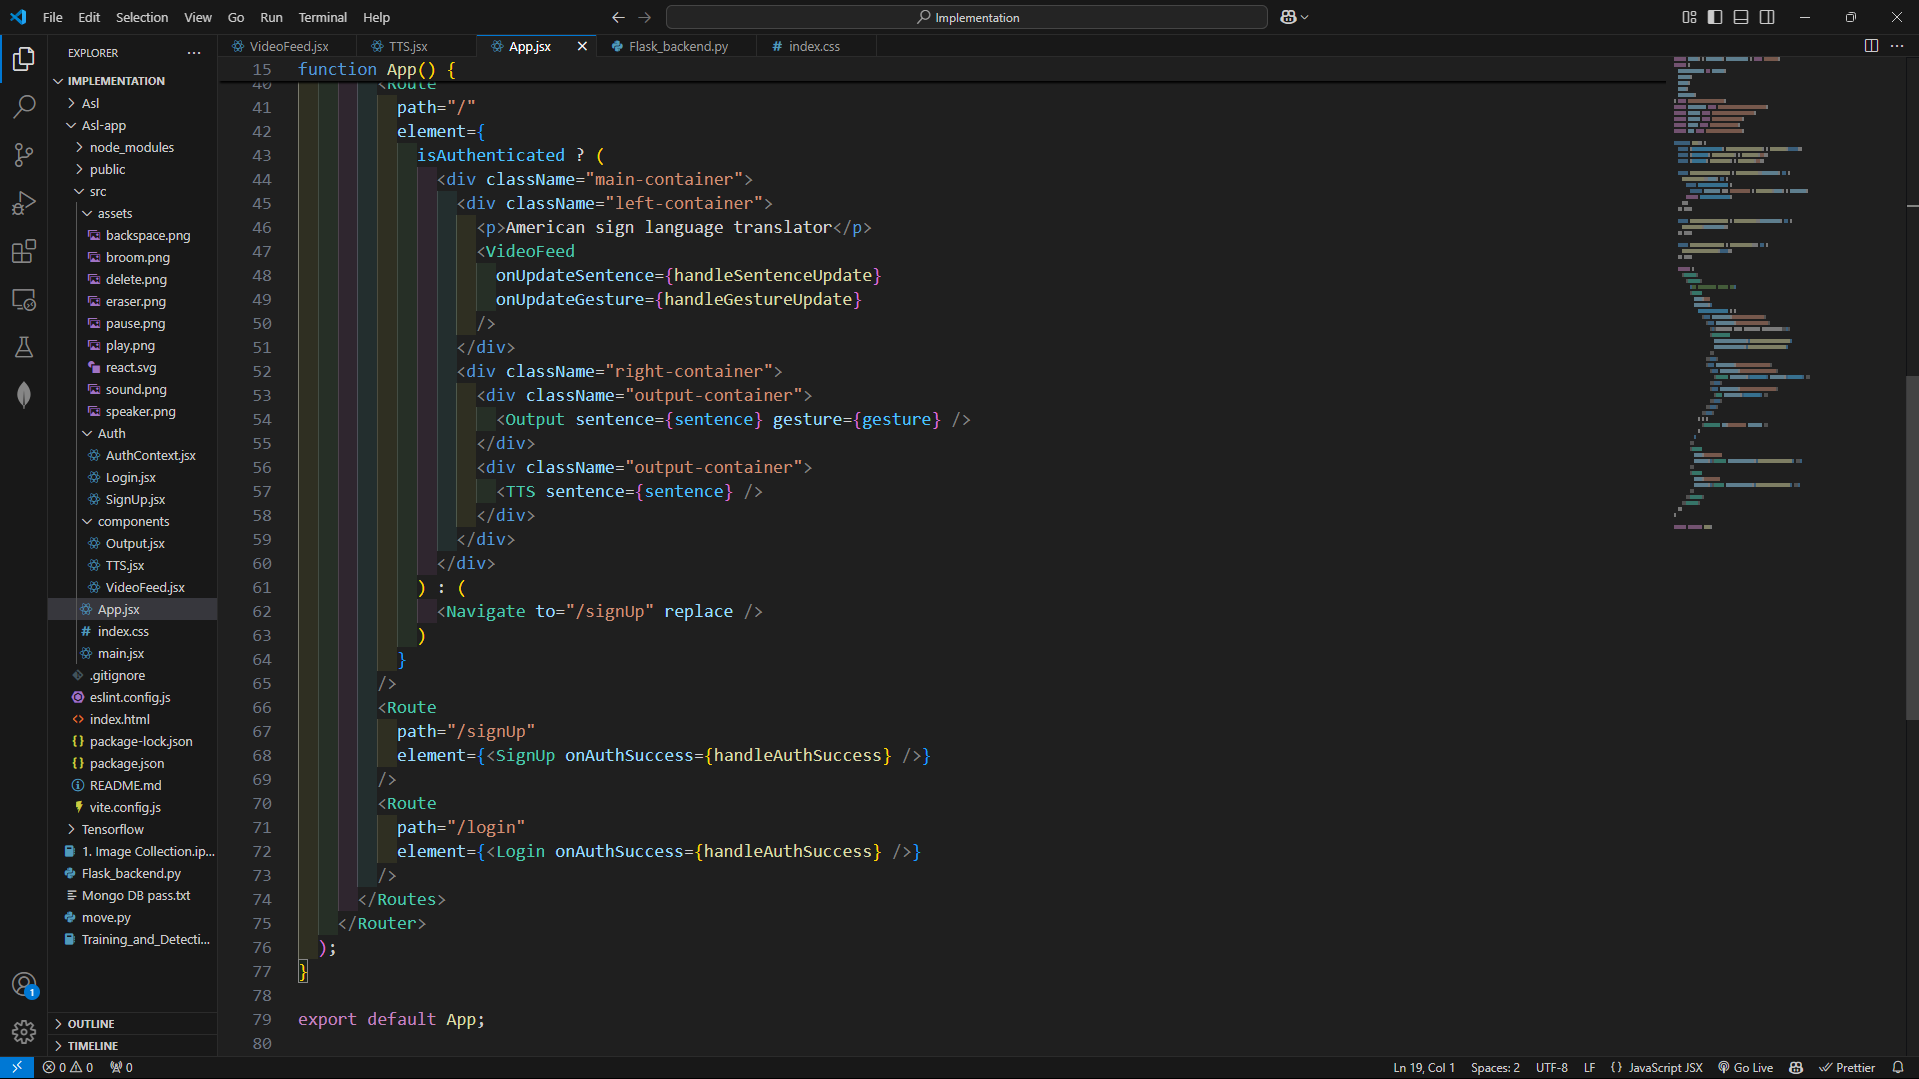 File Edit Selection View Go Run Terminal Help
Implementation
EXPLORER
IMPLEMENTATION
Asl
Asl-app
node_modules
public
src
assets
backspace.png
broom.png
delete.png
eraser.png
pause.png
play.png
react.svg
sound.png
speaker.png
Auth
AuthContext.jsx
Login.jsx
SignUp.jsx
components
Output.jsx
TTS.jsx
VideoFeed.jsx
App.jsx
index.css
main.jsx
.gitignore
eslint.config.js
index.html
package-lock.json
package.json
README.md
vite.config.js
Tensorflow
1. Image Collection.ip...
Flask_backend.py
Mongo DB pass.txt
move.py
Training_and_Detecti...
OUTLINE
TIMELINE
VideoFeed.jsx TTS.jsx App.jsx Flask_backend.py index.css
15 function App() {
40 <Route
41 path="/"
42 element={
43 isAuthenticated ? (
44 <div className="main-container">
45 <div className="left-container">
46 <p>American sign language translator</p>
47 <VideoFeed
48 onUpdateSentence={handleSentenceUpdate}
49 onUpdateGesture={handleGestureUpdate}
50 />
51 </div>
52 <div className="right-container">
53 <div className="output-container">
54 <Output sentence={sentence} gesture={gesture} />
55 </div>
56 <div className="output-container">
57 <TTS sentence={sentence} />
58 </div>
59 </div>
60 </div>
61 ) : (
62 <Navigate to="/signUp" replace />
63 )
64 }
65 />
66 <Route
67 path="/signUp"
68 element={<SignUp onAuthSuccess={handleAuthSuccess} />}
69 />
70 <Route
71 path="/login"
72 element={<Login onAuthSuccess={handleAuthSuccess} />}
73 />
74 </Routes>
75 </Router>
76 );
77 }
78
79 export default App;
80
1
0 0 0 Ln 19, Col 1 Spaces: 2 UTF-8 LF {} JavaScript JSX Go Live Prettier